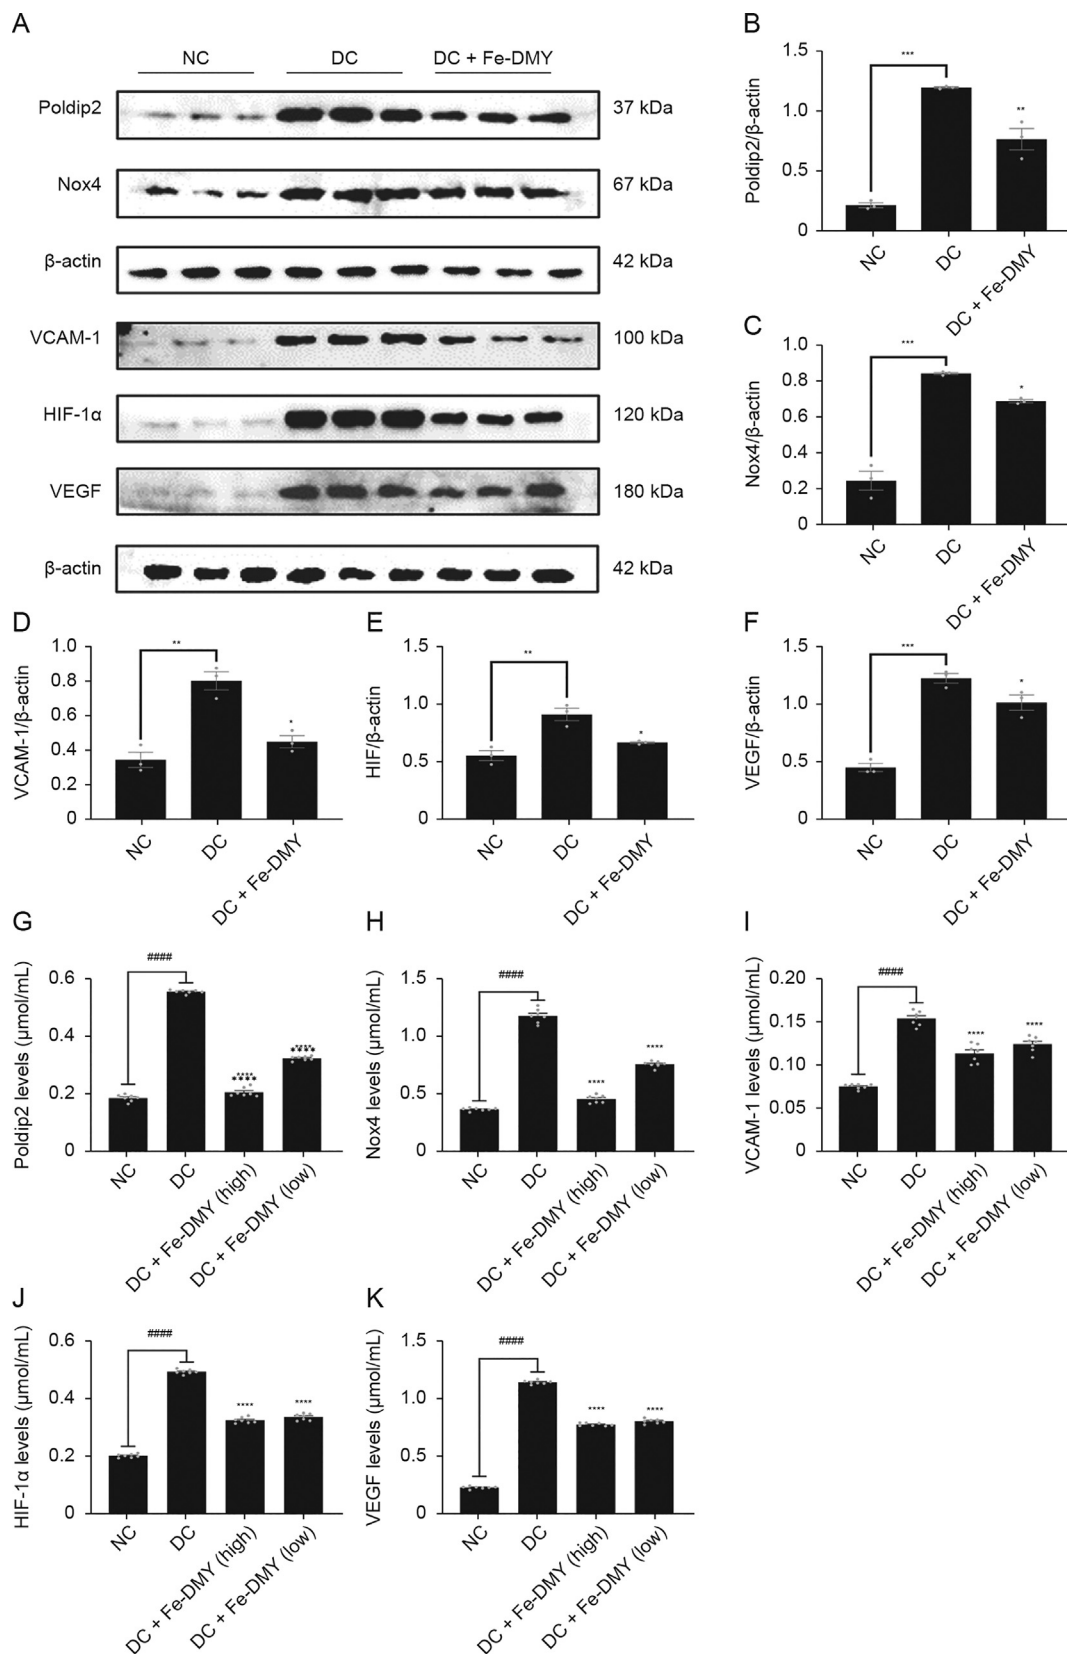 A
NC DC DC + Fe-DMY
Poldip2 37 kDa
Nox4 67 kDa
β-actin 42 kDa
VCAM-1 100 kDa
HIF-1α 120 kDa
VEGF 180 kDa
β-actin 42 kDa
B
Poldip2/β-actin
1.5
1.0
0.5
0
***
**
NC
DC
DC + Fe-DMY
C
Nox4/β-actin
1.0
0.8
0.6
0.4
0.2
0
***
*
NC
DC
DC + Fe-DMY
D
VCAM-1/β-actin
1.0
0.8
0.6
0.4
0.2
0
**
*
NC
DC
DC + Fe-DMY
E
HIF/β-actin
1.5
1.0
0.5
0
**
*
NC
DC
DC + Fe-DMY
F
VEGF/β-actin
1.5
1.0
0.5
0
***
*
NC
DC
DC + Fe-DMY
G
Poldip2 levels (μmol/mL)
0.6
0.4
0.2
0
####
****
****
****
****
NC
DC
DC + Fe-DMY (high)
DC + Fe-DMY (low)
H
Nox4 levels (μmol/mL)
1.5
1.0
0.5
0
####
****
****
NC
DC
DC + Fe-DMY (high)
DC + Fe-DMY (low)
I
VCAM-1 levels (μmol/mL)
0.20
0.15
0.10
0.05
0
####
****
****
NC
DC
DC + Fe-DMY (high)
DC + Fe-DMY (low)
J
HIF-1α levels (μmol/mL)
0.6
0.4
0.2
0
####
****
****
NC
DC
DC + Fe-DMY (high)
DC + Fe-DMY (low)
K
VEGF levels (μmol/mL)
1.5
1.0
0.5
0
####
****
****
NC
DC
DC + Fe-DMY (high)
DC + Fe-DMY (low)